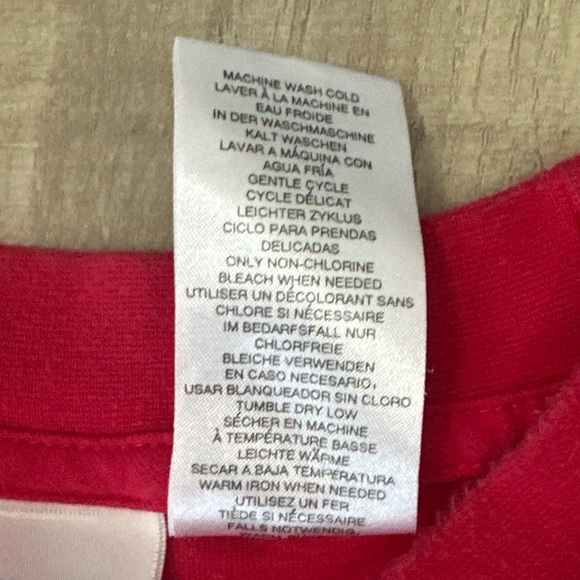 MACHINE WASH COLD
LAVER À LA MACHINE EN
EAU FROIDE
IN DER WASCHMASCHINE
KALT WASCHEN
LAVAR A MÁQUINA CON
AGUA FRÍA
GENTLE CYCLE
CYCLE DÉLICAT
LEICHTER ZYKLUS
CICLO PARA PRENDAS
DELICADAS
ONLY NON-CHLORINE
BLEACH WHEN NEEDED
UTILISER UN DÉCOLORANT SANS
CHLORE SI NÉCESSAIRE
IM BEDARFSFALL NUR
CHLORFREIE
BLEICHE VERWENDEN
EN CASO NECESARIO,
USAR BLANQUEADOR SIN CLORO
TUMBLE DRY LOW
SÉCHER EN MACHINE
À TEMPÉRATURE BASSE
LEICHTE WÄRME
SECAR A BAJA TEMPERATURA
WARM IRON WHEN NEEDED
UTILISEZ UN FER
TIÈDE SI NÉCESSAIRE
FALLS NOTWENDIG,